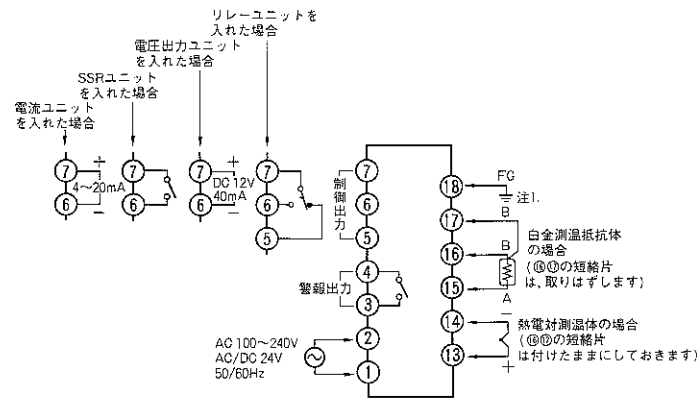 リレーユニットを
入れた場合
電圧出力ユニット
を入れた場合
SSRユニット
を入れた場合
電流ユニット
を入れた場合
7 + 4〜20mA 6 −
7 6
7 + DC 12V 40mA 6 −
7 6 5
制御出力
7
6
5
警報出力
4
3
AC 100〜240V
AC/DC 24V
50/60Hz
2
1
18 FG 注1.
17 B
16 B
15 A
白金測温抵抗体
の場合
(⑯⑰の短絡片
は、取りはずします)
14 −
13 +
熱電対測温体の場合
(⑯⑰の短絡片
は付けたままにしておきます)